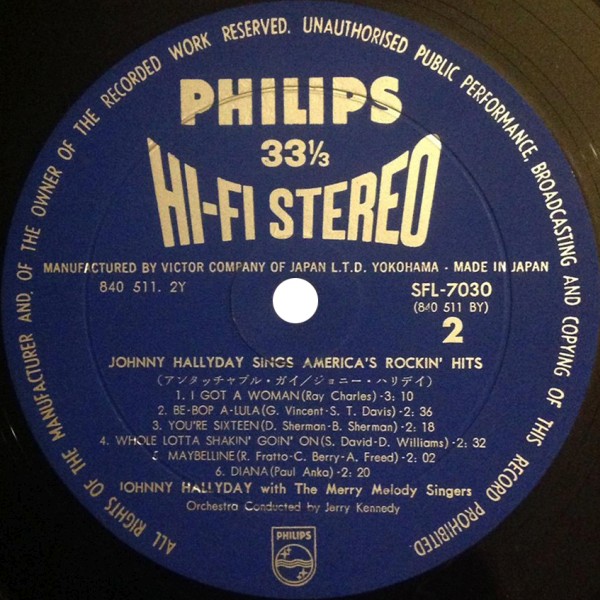 ALL RIGHTS OF THE MANUFACTURER AND, OF THE OWNER OF THE RECORDED WORK RESERVED. UNAUTHORISED PUBLIC PERFORMANCE, BROADCASTING AND COPYING OF THIS RECORD PROHIBITED
PHILIPS
33⅓
HI-FI STEREO
MANUFACTURED BY VICTOR COMPANY OF JAPAN L.T.D. YOKOHAMA · MADE IN JAPAN
840 511. 2Y
SFL-7030
(840 511 BY)
2
JOHNNY HALLYDAY SINGS AMERICA'S ROCKIN' HITS
(アンタッチャブル・ガイ/ジョニー・ハリデイ)
1. I GOT A WOMAN(Ray Charles)-3: 10
2. BE-BOP A-LULA(G. Vincent-S. T. Davis)-2: 36
3. YOU'RE SIXTEEN(D. Sherman-B. Sherman)-2: 18
4. WHOLE LOTTA SHAKIN' GOIN' ON(S. David-D. Williams)-2: 32
5. MAYBELLINE(R. Fratto-C. Berry-A. Freed)-2: 02
6. DIANA(Paul Anka)-2: 20
JOHNNY HALLYDAY with The Merry Melody Singers
Orchestra Conducted by Jerry Kennedy
PHILIPS